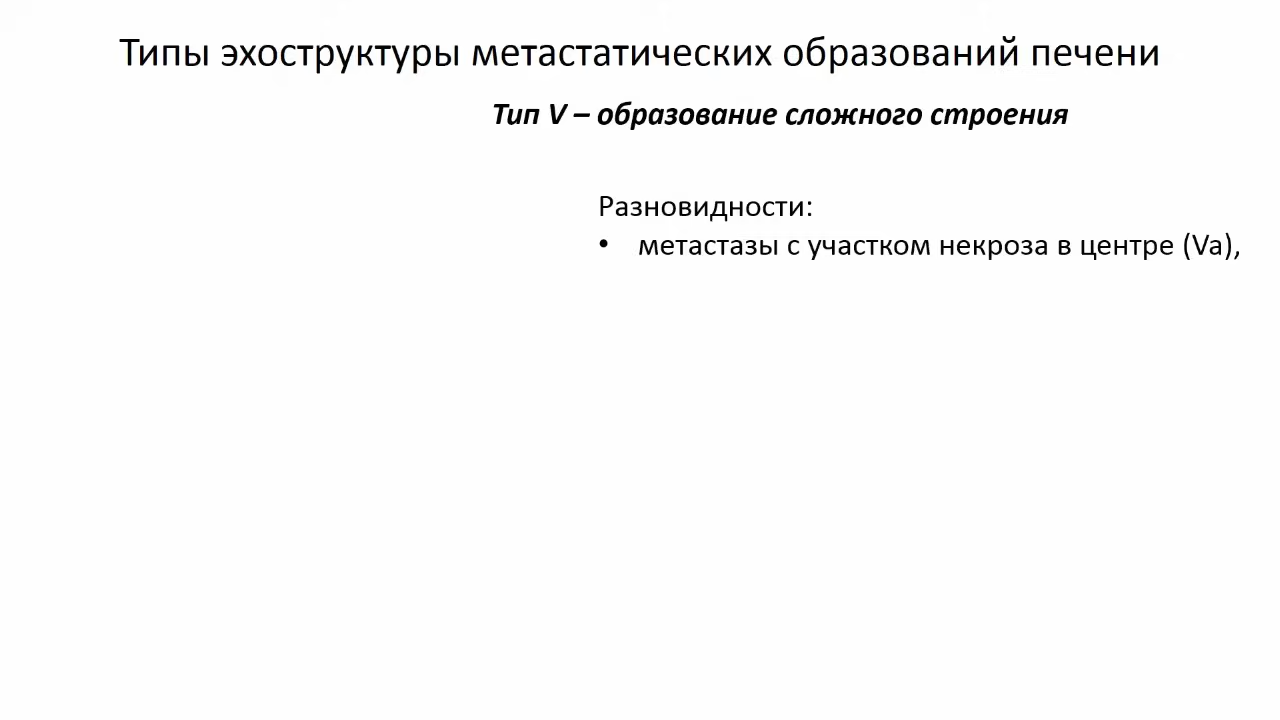 Типы эхоструктуры метастатических образований печени
Тип V – образование сложного строения
Разновидности:
• метастазы с участком некроза в центре (Va),